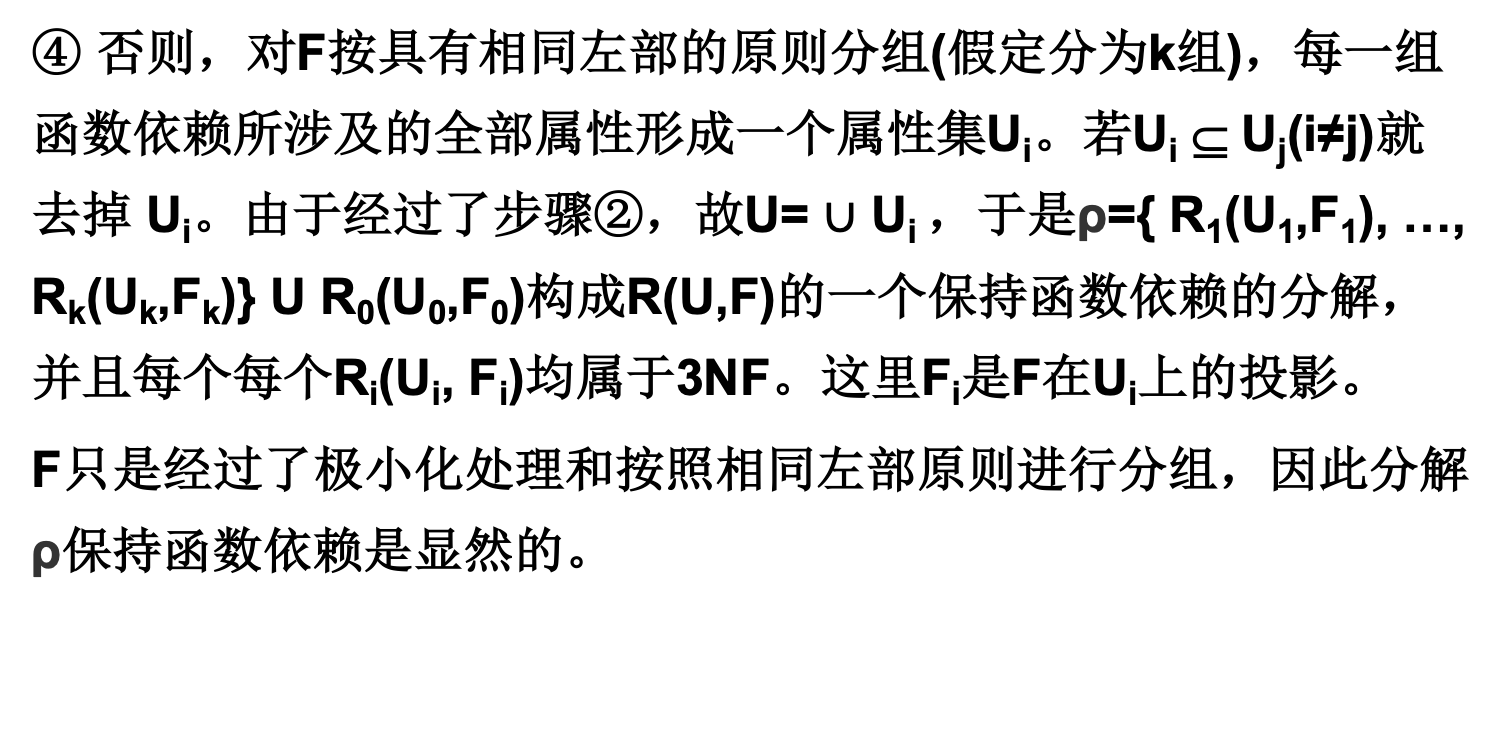 ④ 否则，对F按具有相同左部的原则分组(假定分为k组)，每一组
函数依赖所涉及的全部属性形成一个属性集Uᵢ。若Uᵢ ⊆ Uⱼ(i≠j)就
去掉 Uᵢ。由于经过了步骤②，故U= ∪ Uᵢ ，于是ρ={ R₁(U₁,F₁), …,
Rₖ(Uₖ,Fₖ)} U R₀(U₀,F₀)构成R(U,F)的一个保持函数依赖的分解，
并且每个每个Rᵢ(Uᵢ, Fᵢ)均属于3NF。这里Fᵢ是F在Uᵢ上的投影。
F只是经过了极小化处理和按照相同左部原则进行分组，因此分解
ρ保持函数依赖是显然的。